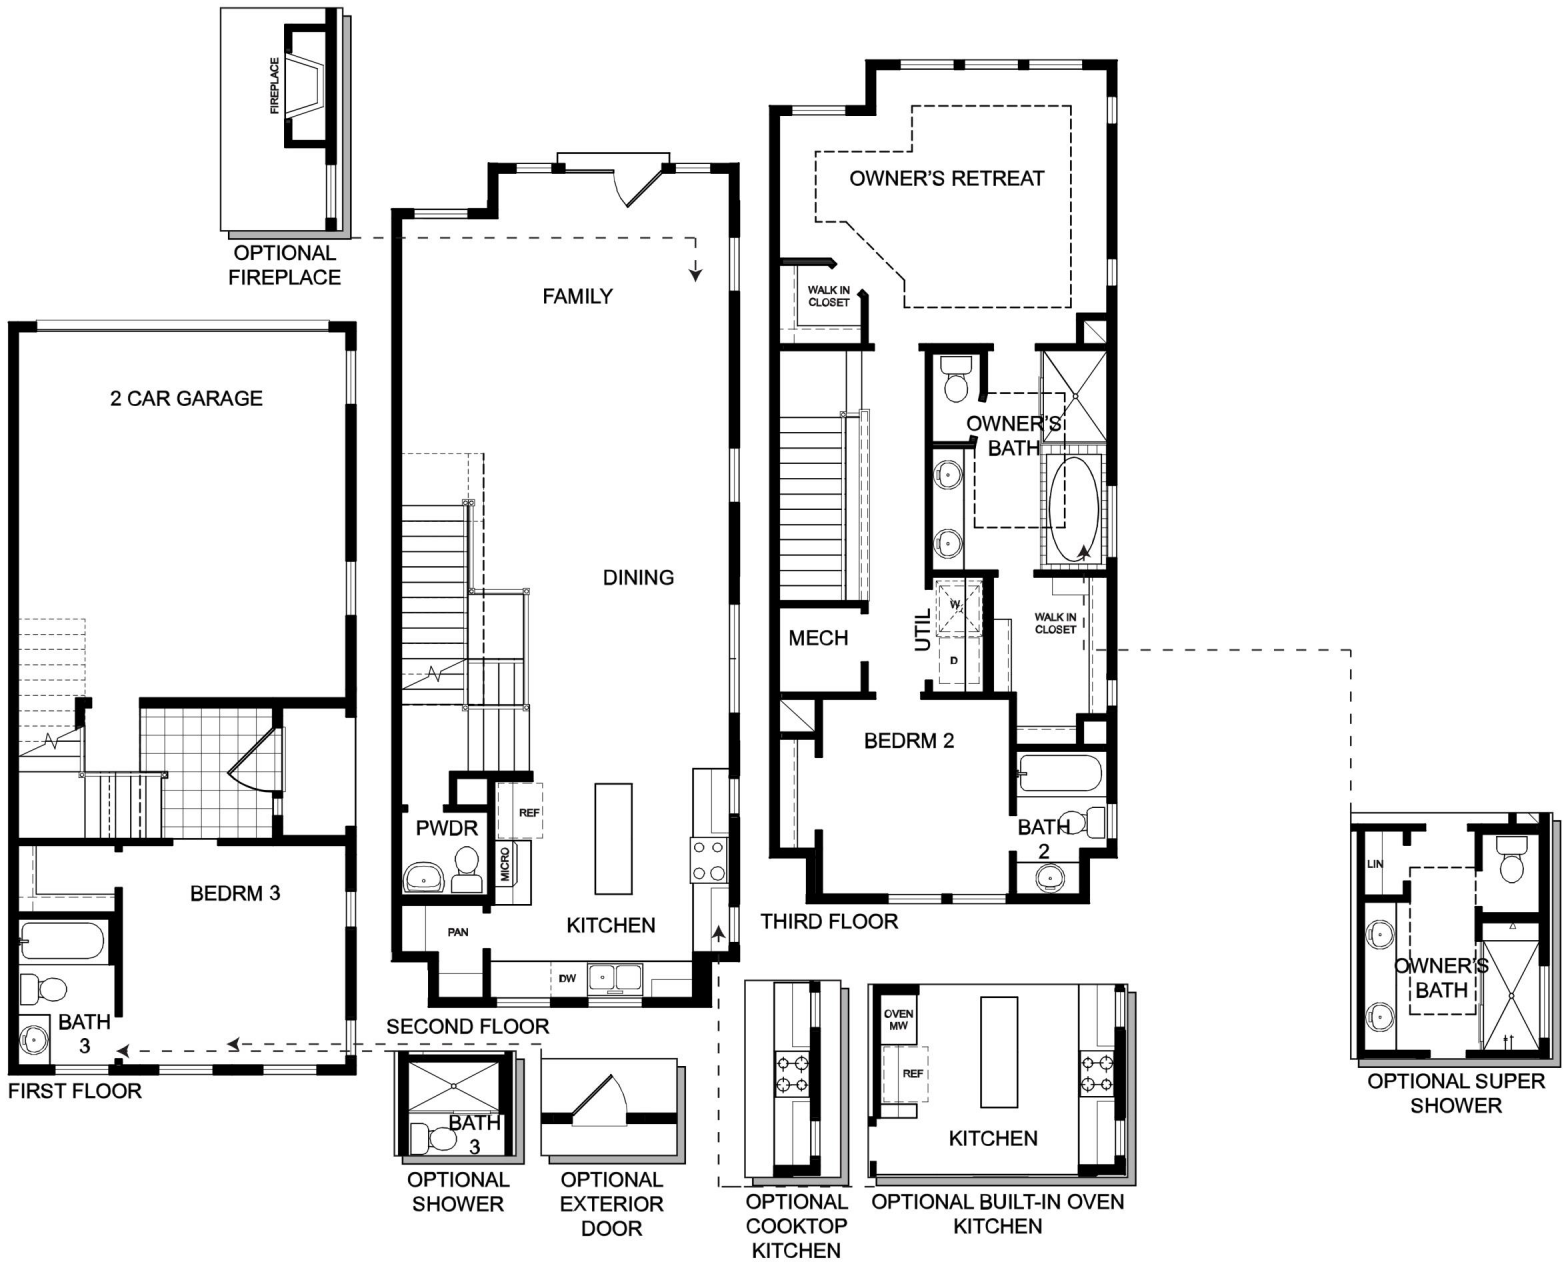 FIREPLACE
OPTIONAL
FIREPLACE
2 CAR GARAGE
BEDRM 3
BATH
3
FIRST FLOOR
FAMILY
DINING
REF
PWDR
MICRO
KITCHEN
PAN
DW
SECOND FLOOR
OWNER'S RETREAT
WALK IN
CLOSET
OWNER'S
BATH
W
MECH
UTIL
WALK IN
CLOSET
D
BEDRM 2
BATH
2
THIRD FLOOR
BATH
3
OPTIONAL
SHOWER
OPTIONAL
EXTERIOR
DOOR
OPTIONAL
COOKTOP
KITCHEN
OVEN
MW
REF
KITCHEN
OPTIONAL BUILT-IN OVEN
KITCHEN
LIN
OWNER'S
BATH
OPTIONAL SUPER
SHOWER